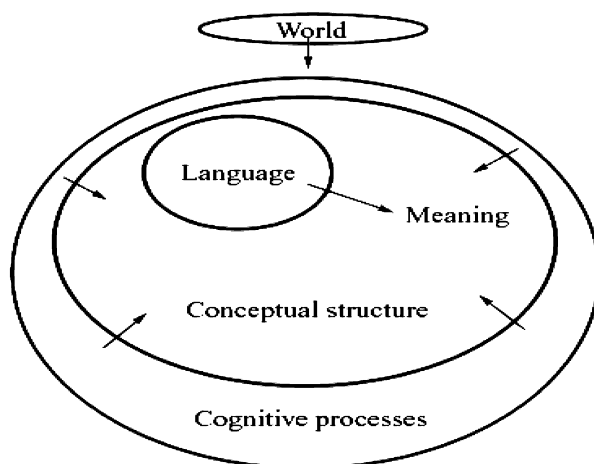 World
Language
Meaning
Conceptual structure
Cognitive processes